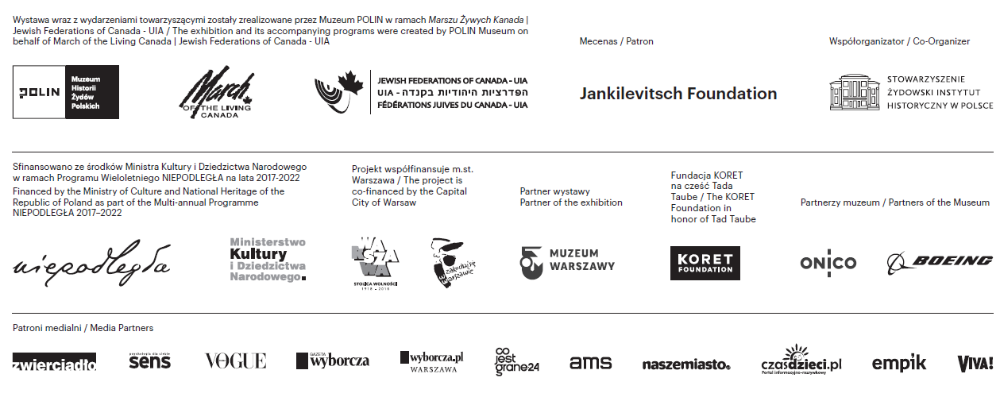 Wystawa wraz z wydarzeniami towarzyszącymi zostały zrealizowane przez Muzeum POLIN w ramach Marszu Żywych Kanada |
Jewish Federations of Canada - UIA / The exhibition and its accompanying programs were created by POLIN Museum on
behalf of March of the Living Canada | Jewish Federations of Canada - UIA
Mecenas / Patron
Współorganizator / Co-Organizer
POLIN
Muzeum
Historii
Żydów
Polskich
March
OF THE LIVING
CANADA
JEWISH FEDERATIONS OF CANADA - UIA
הפדרציות היהודיות בקנדה - UIA
FÉDÉRATIONS JUIVES DU CANADA - UIA
Jankilevitsch Foundation
STOWARZYSZENIE
ŻYDOWSKI INSTYTUT
HISTORYCZNY W POLSCE
Sfinansowano ze środków Ministra Kultury i Dziedzictwa Narodowego
w ramach Programu Wieloletniego NIEPODLEGŁA na lata 2017-2022
Financed by the Ministry of Culture and National Heritage of the
Republic of Poland as part of the Multi-annual Programme
NIEPODLEGŁA 2017–2022
Projekt współfinansuje m.st.
Warszawa / The project is
co-financed by the Capital
City of Warsaw
Partner wystawy
Partner of the exhibition
Fundacja KORET
na cześć Tada
Taube / The KORET
Foundation in
honor of Tad Taube
Partnerzy muzeum / Partners of the Museum
niepodległa
Ministerstwo
Kultury
i Dziedzictwa
Narodowego.
WA
RSZA
WA
STOLICA WOLNOŚCI
1918 - 2018
zakochaj się
w warszawie
MUZEUM
WARSZAWY
KORET
FOUNDATION
ONICO
BOEING
Patroni medialni / Media Partners
zwierciadło
psychologia dla ciebie
sens
VOGUE
GAZETA
wyborcza
wyborcza.pl
WARSZAWA
co
jest
grane24
ams
naszemiasto
czasdzieci.pl
Portal informacyjno-rozrywkowy
empik
VIVA!